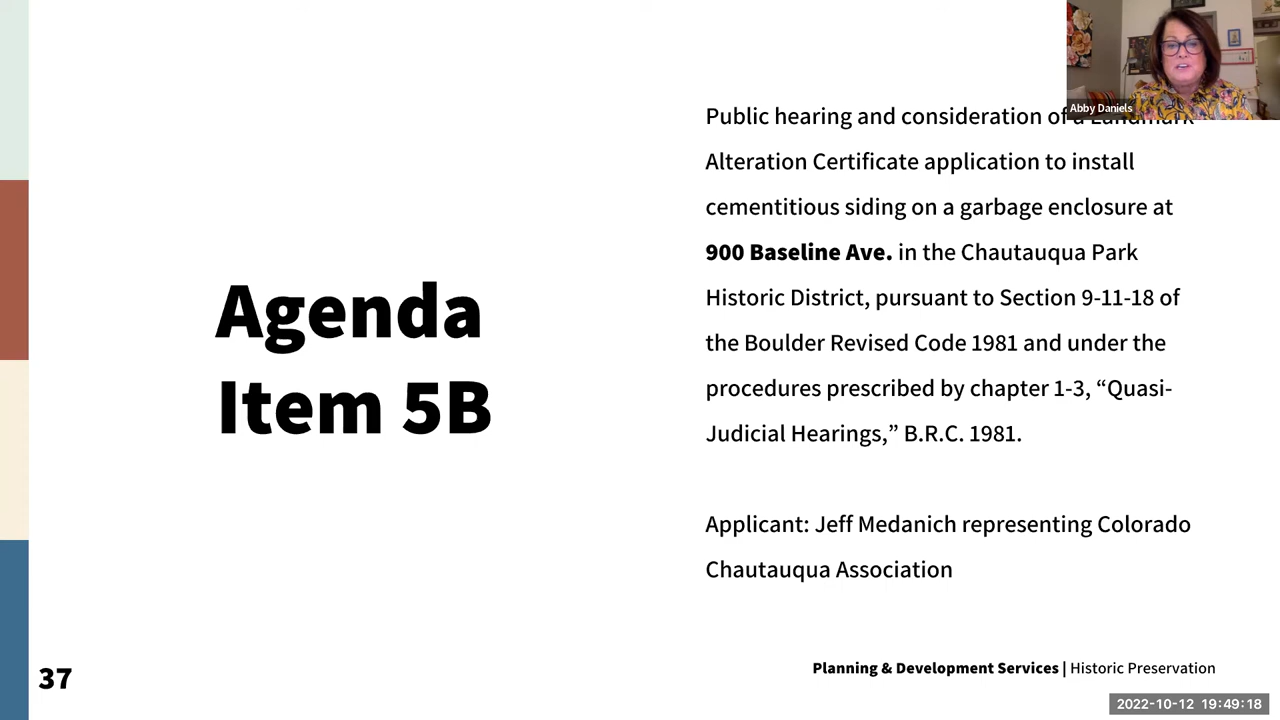 Abby Daniels
Public hearing and consideration of a Landmark
Alteration Certificate application to install
cementitious siding on a garbage enclosure at
900 Baseline Ave. in the Chautauqua Park
Historic District, pursuant to Section 9-11-18 of
the Boulder Revised Code 1981 and under the
procedures prescribed by chapter 1-3, “Quasi-
Judicial Hearings,” B.R.C. 1981.
Agenda
Item 5B
Applicant: Jeff Medanich representing Colorado
Chautauqua Association
37
Planning & Development Services | Historic Preservation
2022-10-12 19:49:18